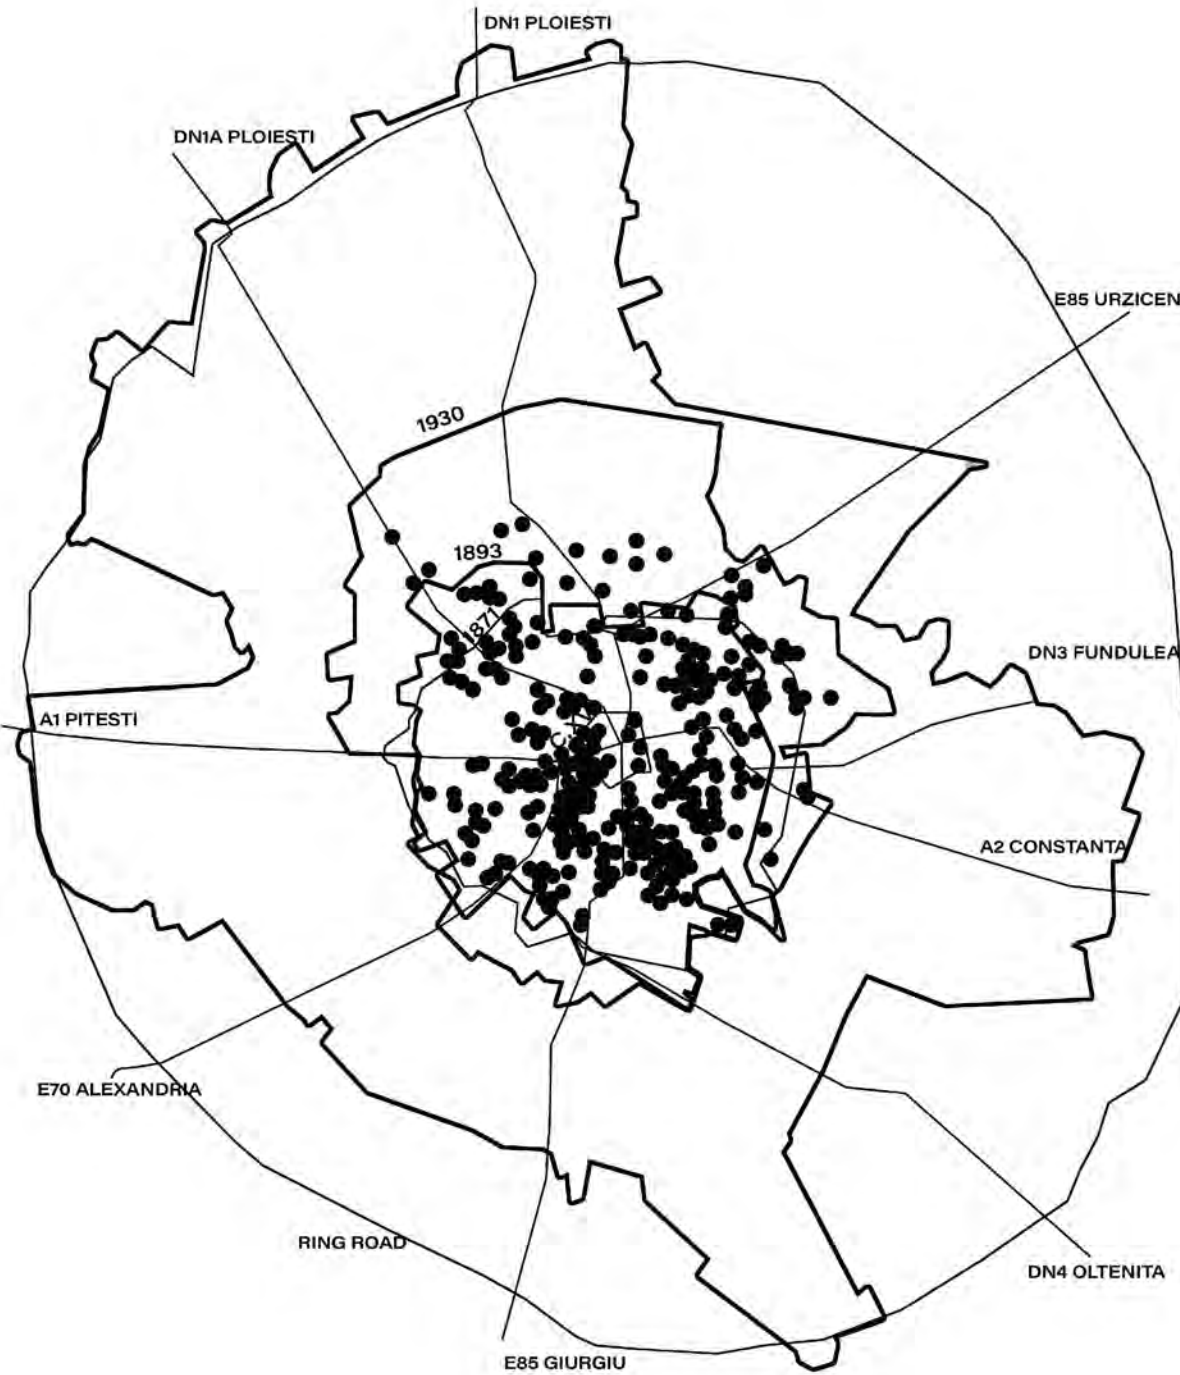 DN1 PLOIESTI
DN1A PLOIESTI
E85 URZICEN
1930
1893
1871
DN3 FUNDULEA
A1 PITESTI
A2 CONSTANTA
E70 ALEXANDRIA
RING ROAD
DN4 OLTENITA
E85 GIURGIU